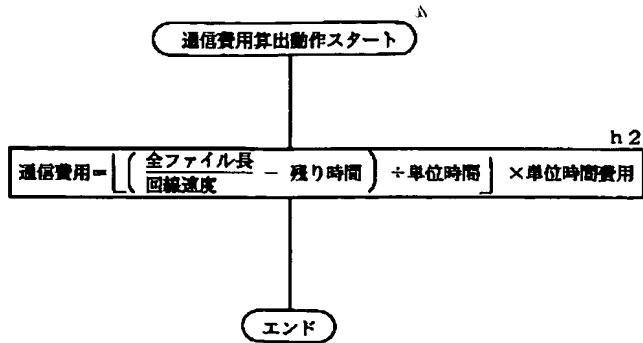 通信費用算出動作スタート
h2
通信費用=⌊(全ファイル長/回線速度 - 残り時間)÷単位時間⌋×単位時間費用
エンド